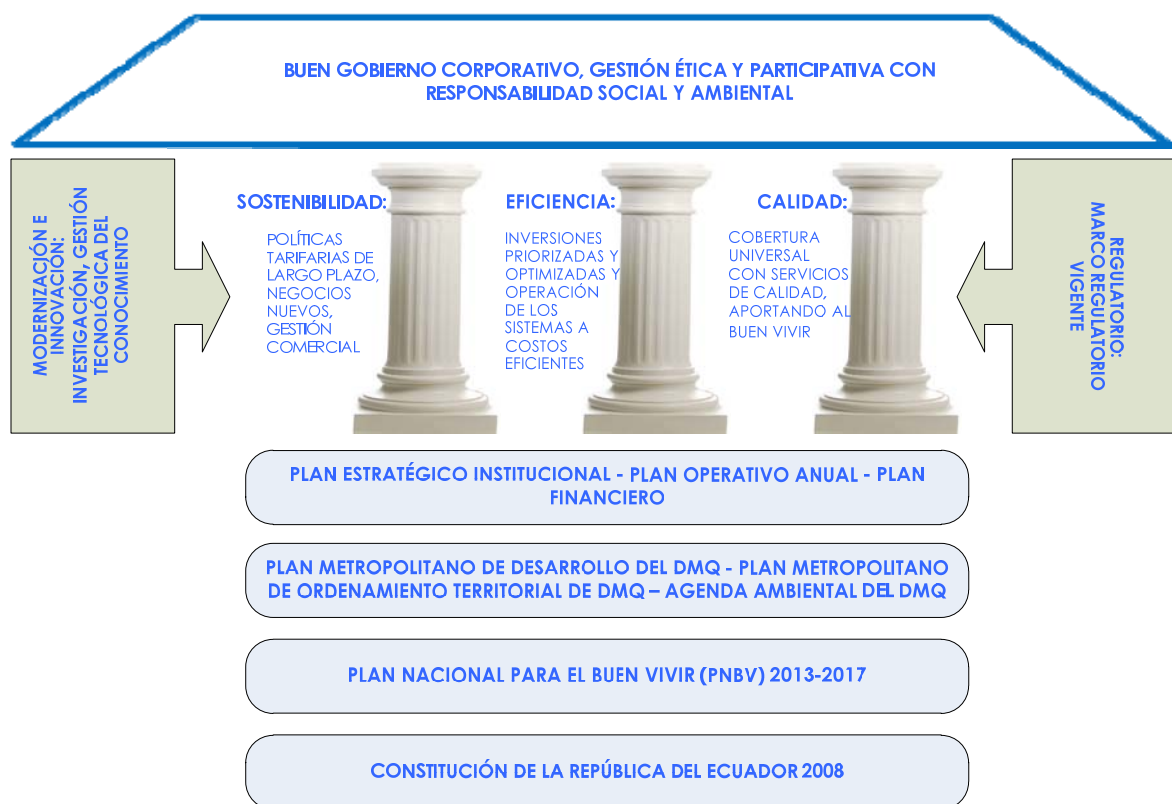 BUEN GOBIERNO CORPORATIVO, GESTIÓN ÉTICA Y PARTICIPATIVA CON
RESPONSABILIDAD SOCIAL Y AMBIENTAL
MODERNIZACIÓN E
INNOVACIÓN:
INVESTIGACIÓN, GESTIÓN
TECNOLÓGICA DEL
CONOCIMIENTO
SOSTENIBILIDAD:
POLÍTICAS
TARIFARIAS DE
LARGO PLAZO,
NEGOCIOS
NUEVOS,
GESTIÓN
COMERCIAL
EFICIENCIA:
INVERSIONES
PRIORIZADAS Y
OPTIMIZADAS Y
OPERACIÓN
DE LOS
SISTEMAS A
COSTOS
EFICIENTES
CALIDAD:
COBERTURA
UNIVERSAL
CON SERVICIOS
DE CALIDAD,
APORTANDO AL
BUEN VIVIR
REGULATORIO:
MARCO REGULATORIO
VIGENTE
PLAN ESTRATÉGICO INSTITUCIONAL - PLAN OPERATIVO ANUAL - PLAN
FINANCIERO
PLAN METROPOLITANO DE DESARROLLO DEL DMQ - PLAN METROPOLITANO
DE ORDENAMIENTO TERRITORIAL DE DMQ – AGENDA AMBIENTAL DEL DMQ
PLAN NACIONAL PARA EL BUEN VIVIR (PNBV) 2013-2017
CONSTITUCIÓN DE LA REPÚBLICA DEL ECUADOR 2008